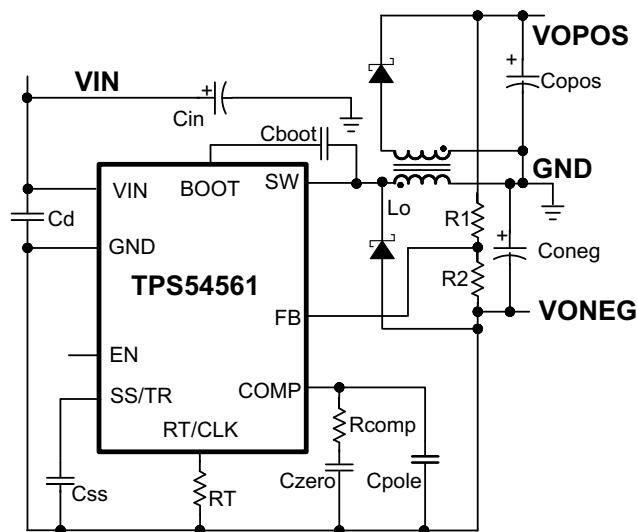 VOPOS
VIN
+
+
Copos
Cin
Cboot
GND
VIN
BOOT
SW
Lo
R1
+
Cd
GND
Coneg
TPS54561
R2
FB
VONEG
EN
COMP
SS/TR
RT/CLK
Rcomp
Css
RT
Czero
Cpole